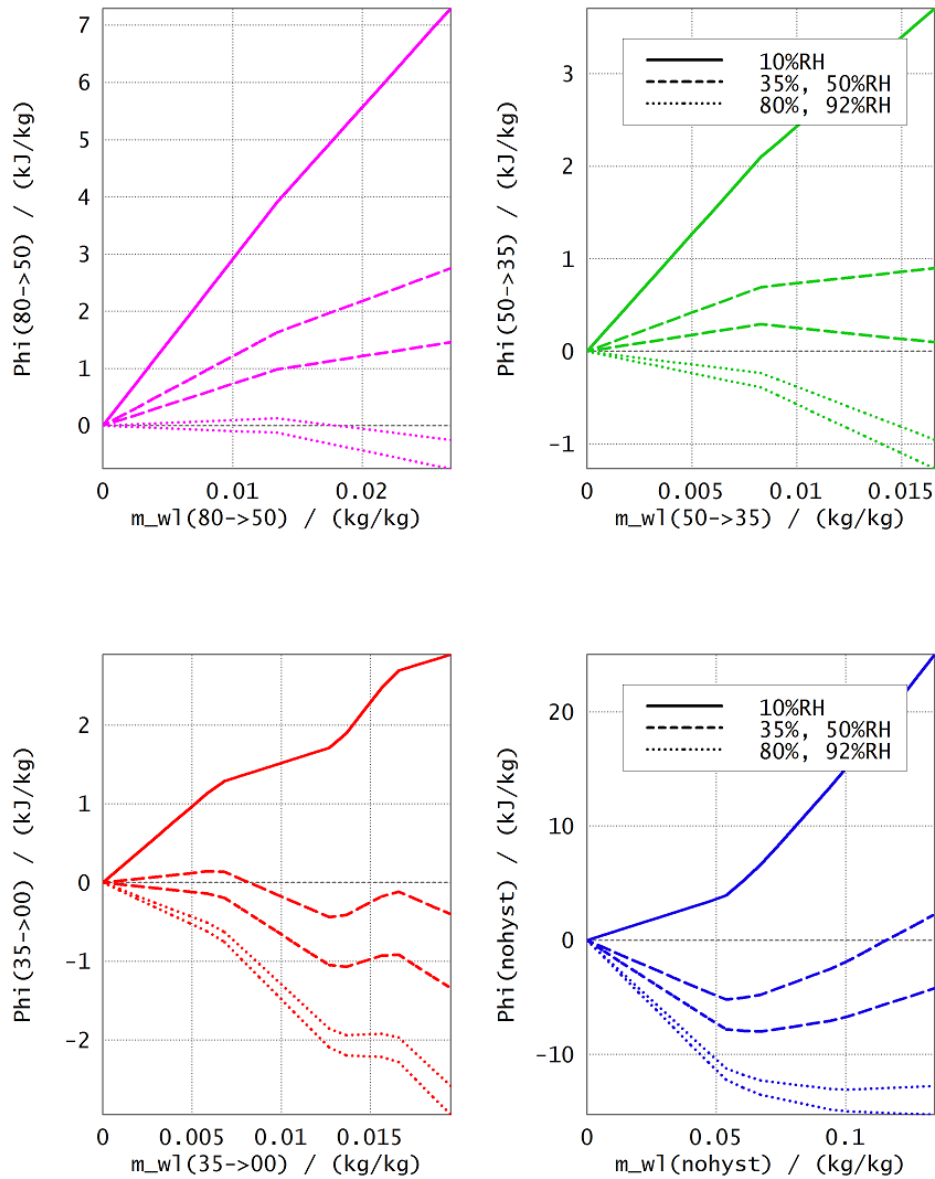 7
6
5
4
3
2
1
0
Phi(80->50) / (kJ/kg)
0
0.01
0.02
m_wl(80->50) / (kg/kg)
3
2
1
0
-1
Phi(50->35) / (kJ/kg)
10%RH
35%, 50%RH
80%, 92%RH
0
0.005
0.01
0.015
m_wl(50->35) / (kg/kg)
2
1
0
-1
-2
Phi(35->00) / (kJ/kg)
0
0.005
0.01
0.015
m_wl(35->00) / (kg/kg)
20
10
0
-10
Phi(nohyst) / (kJ/kg)
10%RH
35%, 50%RH
80%, 92%RH
0
0.05
0.1
m_wl(nohyst) / (kg/kg)